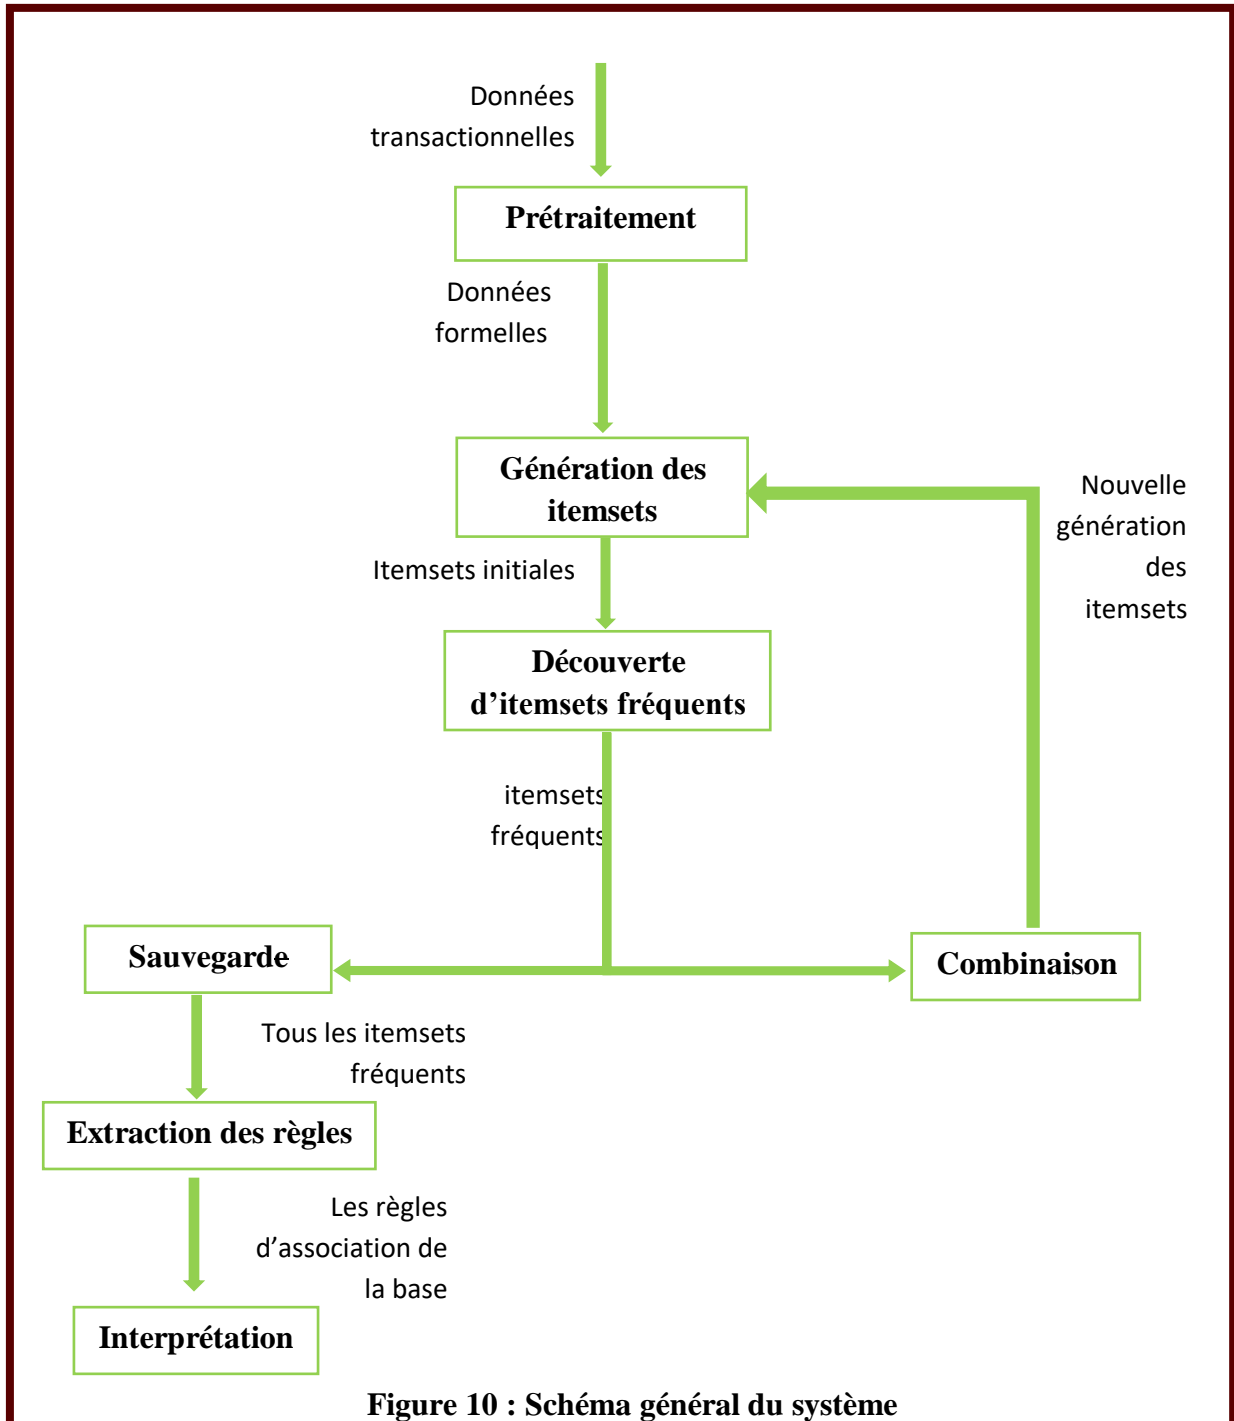 Données
transactionnelles
Prétraitement
Données
formelles
Génération des
itemsets
Nouvelle
génération
des
itemsets
Itemsets initiales
Découverte
d’itemsets fréquents
itemsets
fréquents
Sauvegarde
Combinaison
Tous les itemsets
fréquents
Extraction des règles
Les règles
d’association de
la base
Interprétation
Figure 10 : Schéma général du système